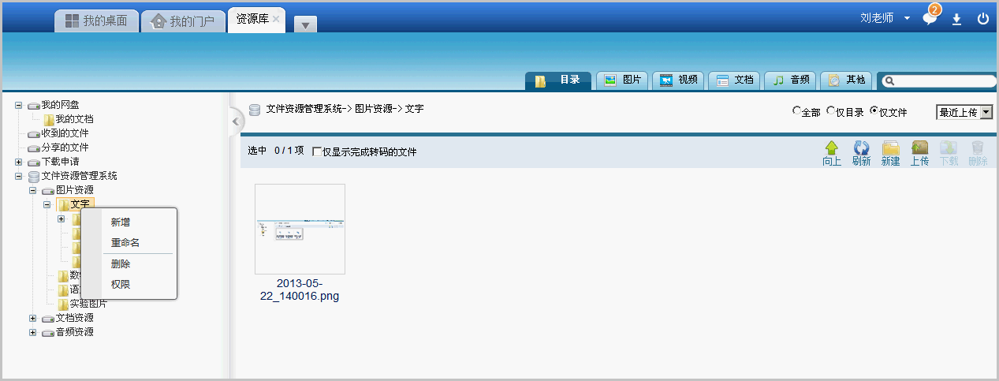 我的桌面 我的门户 资源库 刘老师 2
目录 图片 视频 文档 音频 其他
我的网盘
我的文档
收到的文件
分享的文件
下载申请
文件资源管理系统
图片资源
文字
新增
重命名
删除
权限
实验图片
文档资源
音频资源
文件资源管理系统->图片资源->文字 全部 仅目录 仅文件 最近上传
选中 0/1项 仅显示完成转码的文件 向上 刷新 新建 上传 下载 删除
2013-05-
22_140016.png